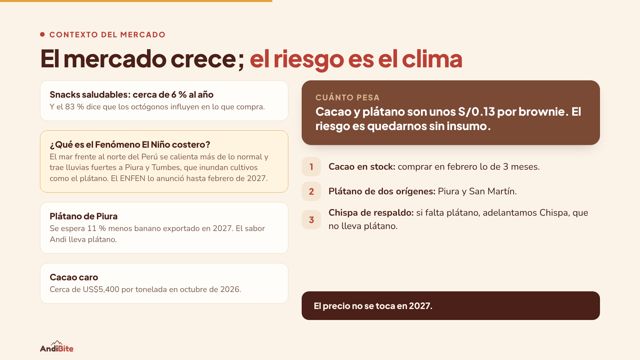 CONTEXTO DEL MERCADO
El mercado crece; el riesgo es el clima
Snacks saludables: cerca de 6 % al año
Y el 83 % dice que los octógonos influyen en lo que compra.
¿Qué es el Fenómeno El Niño costero?
El mar frente al norte del Perú se calienta más de lo normal y
trae lluvias fuertes a Piura y Tumbes, que inundan cultivos
como el plátano. El ENFEN lo anunció hasta febrero de 2027.
Plátano de Piura
Se espera 11 % menos banano exportado en 2027. El sabor
Andi lleva plátano.
Cacao caro
Cerca de US$5,400 por tonelada en octubre de 2026.
CUÁNTO PESA
Cacao y plátano son unos S/0.13 por brownie. El
riesgo es quedarnos sin insumo.
1 Cacao en stock: comprar en febrero lo de 3 meses.
2 Plátano de dos orígenes: Piura y San Martín.
3 Chispa de respaldo: si falta plátano, adelantamos Chispa, que
no lleva plátano.
El precio no se toca en 2027.
AndiBite